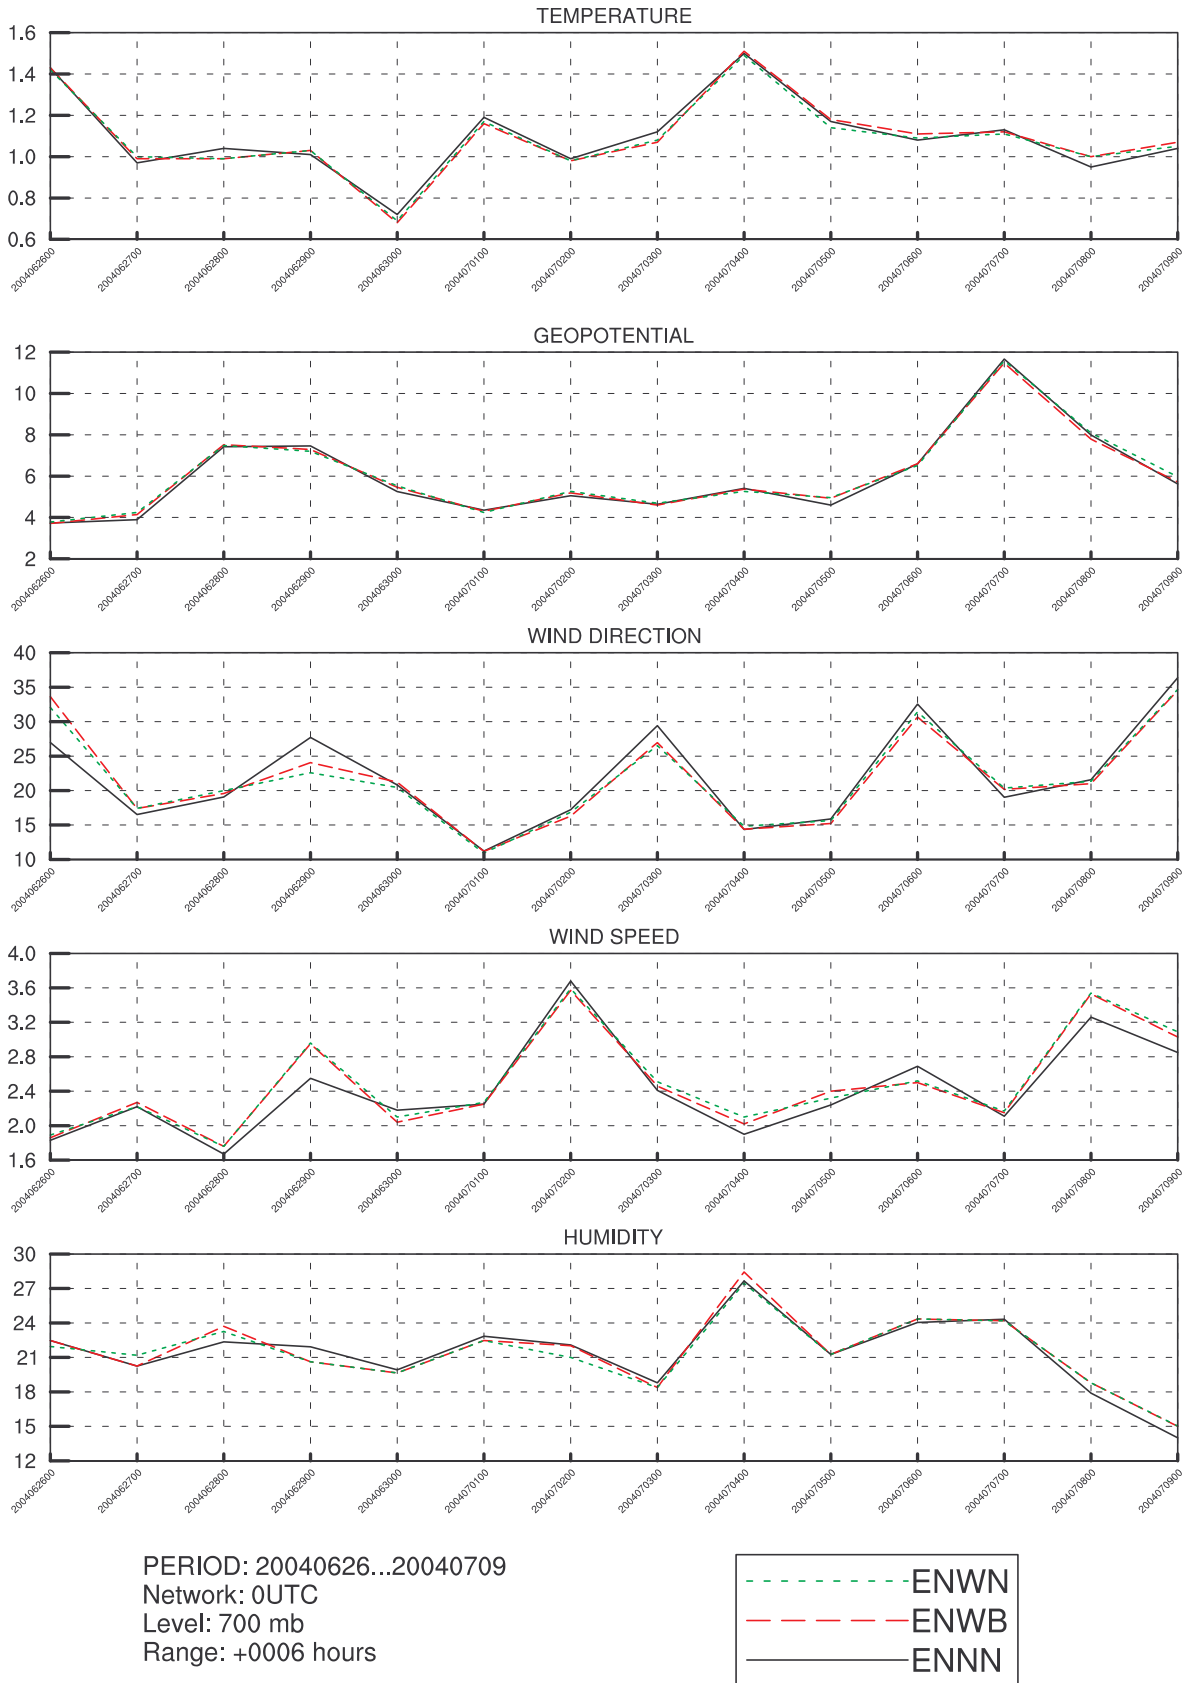 TEMPERATURE
1.6
1.4
1.2
1.0
0.8
0.6
2004062600 2004062700 2004062800 2004062900 2004063000 2004070100 2004070200 2004070300 2004070400 2004070500 2004070600 2004070700 2004070800 2004070900
GEOPOTENTIAL
12
10
8
6
4
2
2004062600 2004062700 2004062800 2004062900 2004063000 2004070100 2004070200 2004070300 2004070400 2004070500 2004070600 2004070700 2004070800 2004070900
WIND DIRECTION
40
35
30
25
20
15
10
2004062600 2004062700 2004062800 2004062900 2004063000 2004070100 2004070200 2004070300 2004070400 2004070500 2004070600 2004070700 2004070800 2004070900
WIND SPEED
4.0
3.6
3.2
2.8
2.4
2.0
1.6
2004062600 2004062700 2004062800 2004062900 2004063000 2004070100 2004070200 2004070300 2004070400 2004070500 2004070600 2004070700 2004070800 2004070900
HUMIDITY
30
27
24
21
18
15
12
2004062600 2004062700 2004062800 2004062900 2004063000 2004070100 2004070200 2004070300 2004070400 2004070500 2004070600 2004070700 2004070800 2004070900
PERIOD: 20040626...20040709
Network: 0UTC
Level: 700 mb
Range: +0006 hours
ENWN
ENWB
ENNN